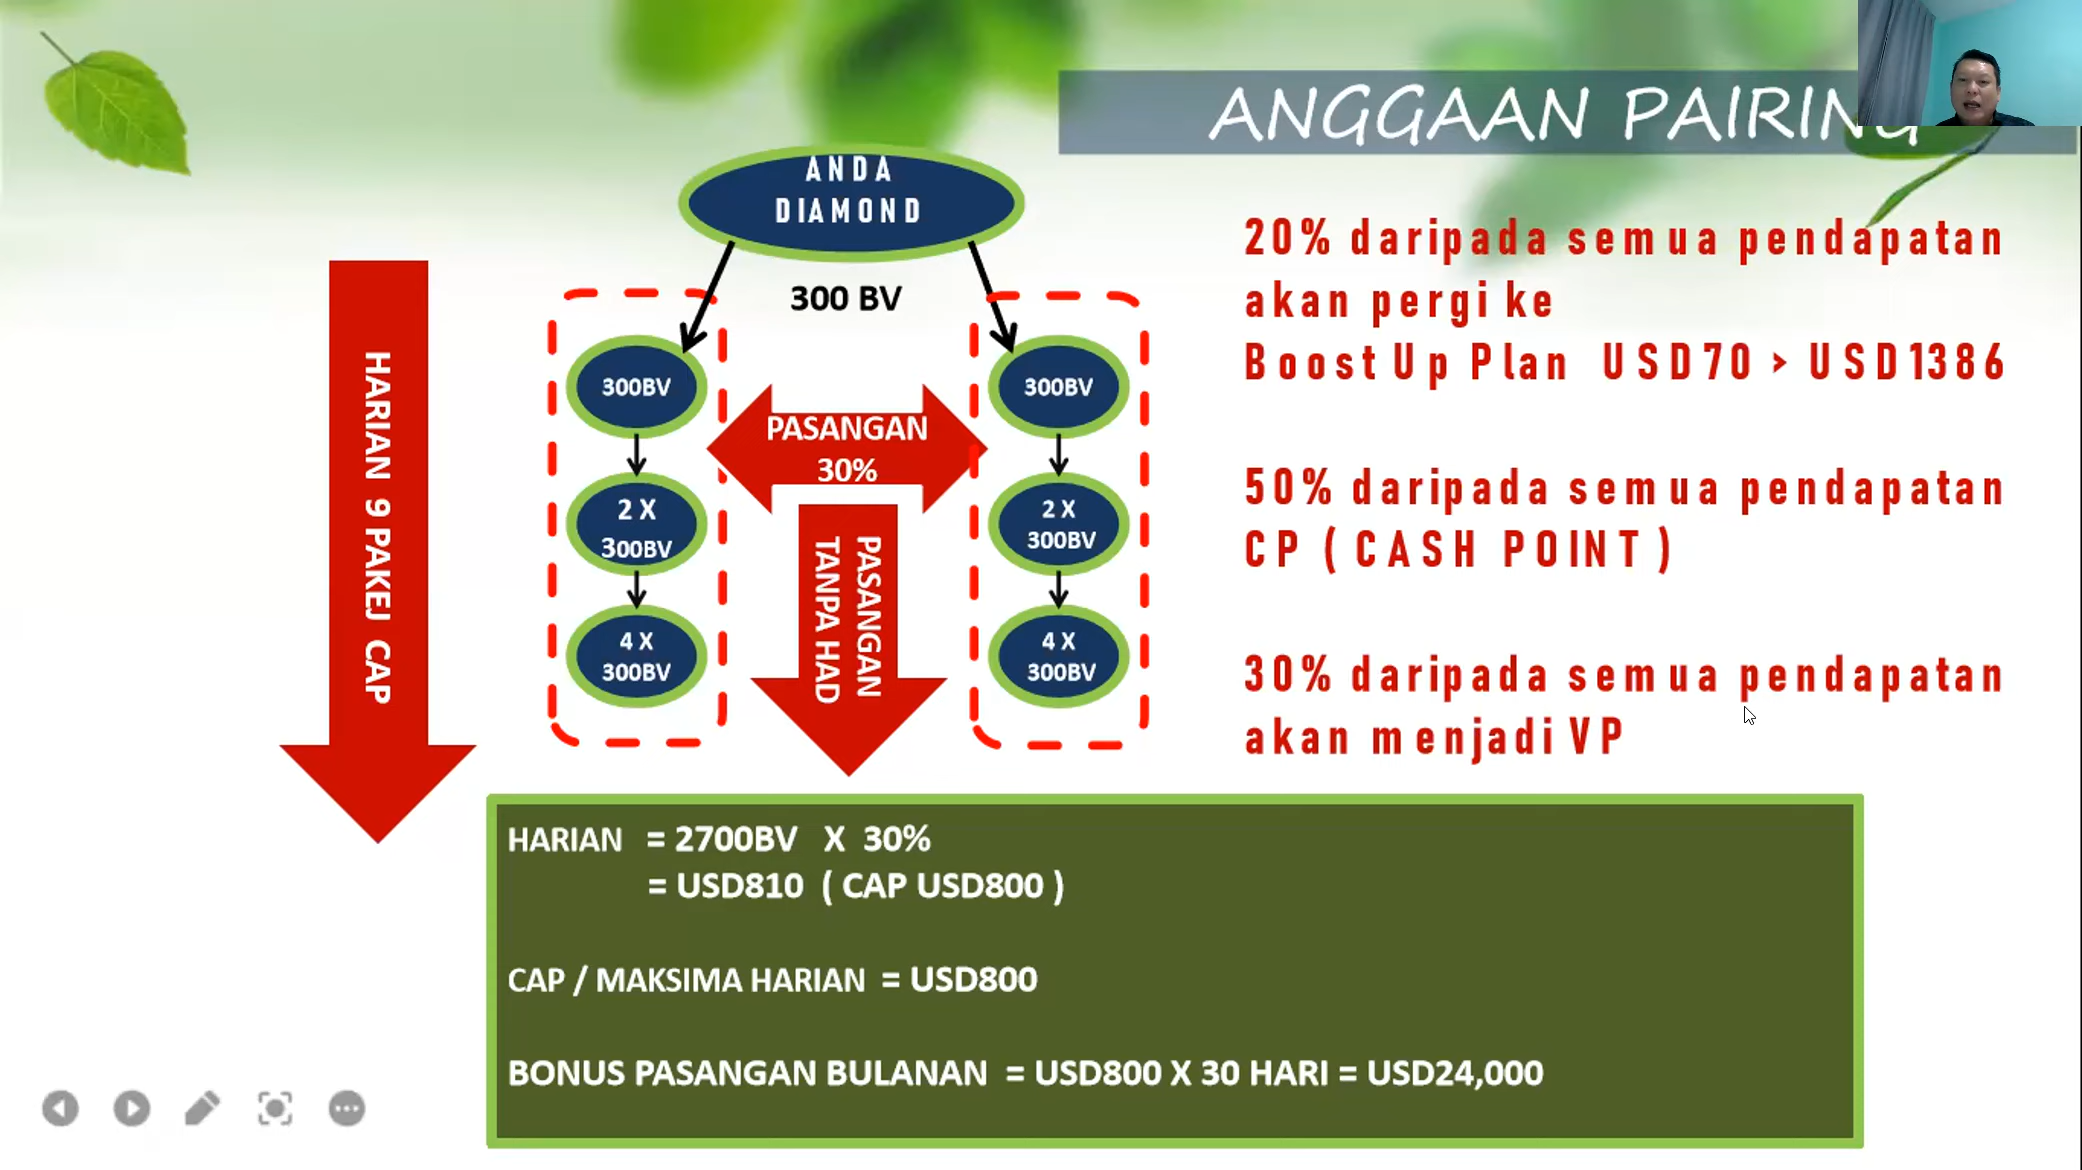 ANGGAAN PAIRING
ANDA
DIAMOND
300 BV
20% daripada semua pendapatan
akan pergi ke
Boost Up Plan USD70 > USD1386
50% daripada semua pendapatan
CP ( CASH POINT )
30% daripada semua pendapatan
akan menjadi VP
HARIAN 9 PAKEJ CAP
300BV
2 X
300BV
4 X
300BV
PASANGAN
30%
PASANGAN
TANPA HAD
300BV
2 X
300BV
4 X
300BV
HARIAN = 2700BV X 30%
= USD810 ( CAP USD800 )
CAP / MAKSIMA HARIAN = USD800
BONUS PASANGAN BULANAN = USD800 X 30 HARI = USD24,000